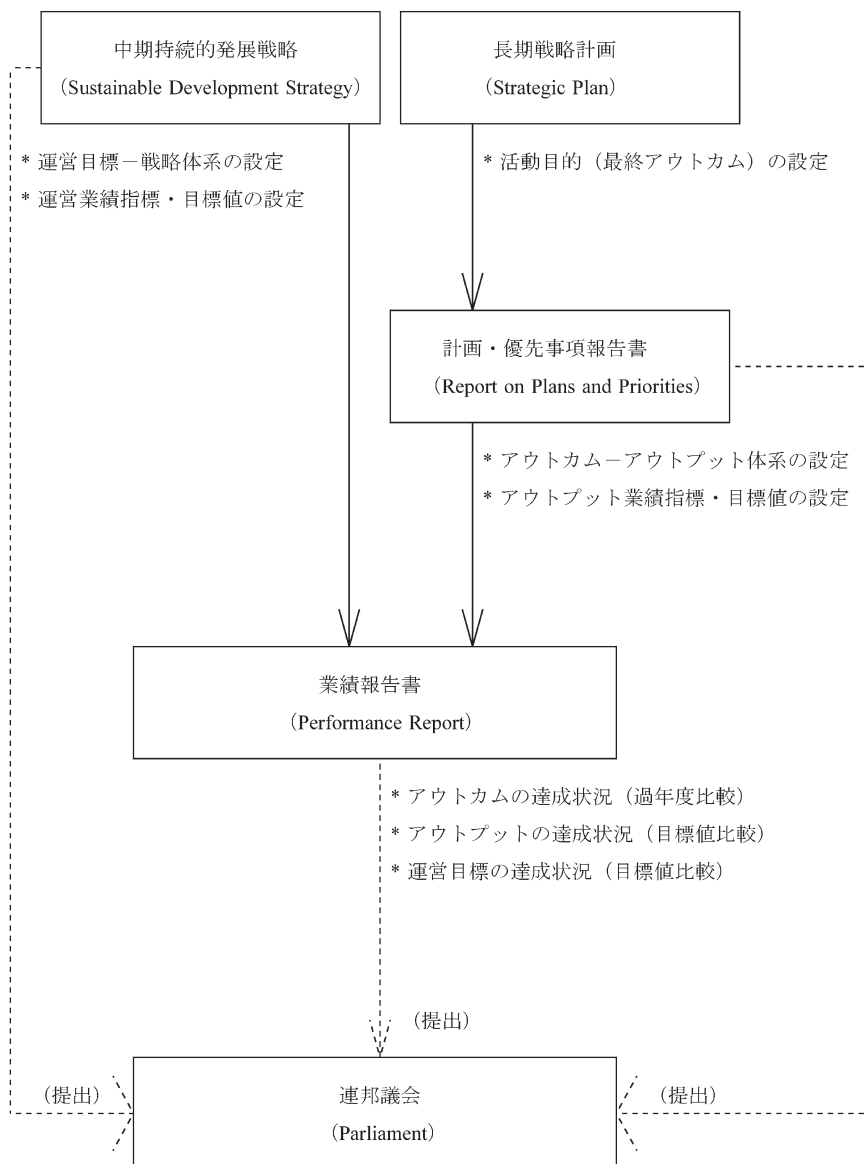 中期持続的発展戦略
（Sustainable Development Strategy）
長期戦略計画
（Strategic Plan）
* 運営目標－戦略体系の設定
* 運営業績指標・目標値の設定
* 活動目的（最終アウトカム）の設定
計画・優先事項報告書
（Report on Plans and Priorities）
* アウトカム－アウトプット体系の設定
* アウトプット業績指標・目標値の設定
業績報告書
（Performance Report）
* アウトカムの達成状況（過年度比較）
* アウトプットの達成状況（目標値比較）
* 運営目標の達成状況（目標値比較）
（提出）
（提出）
連邦議会
（Parliament）
（提出）